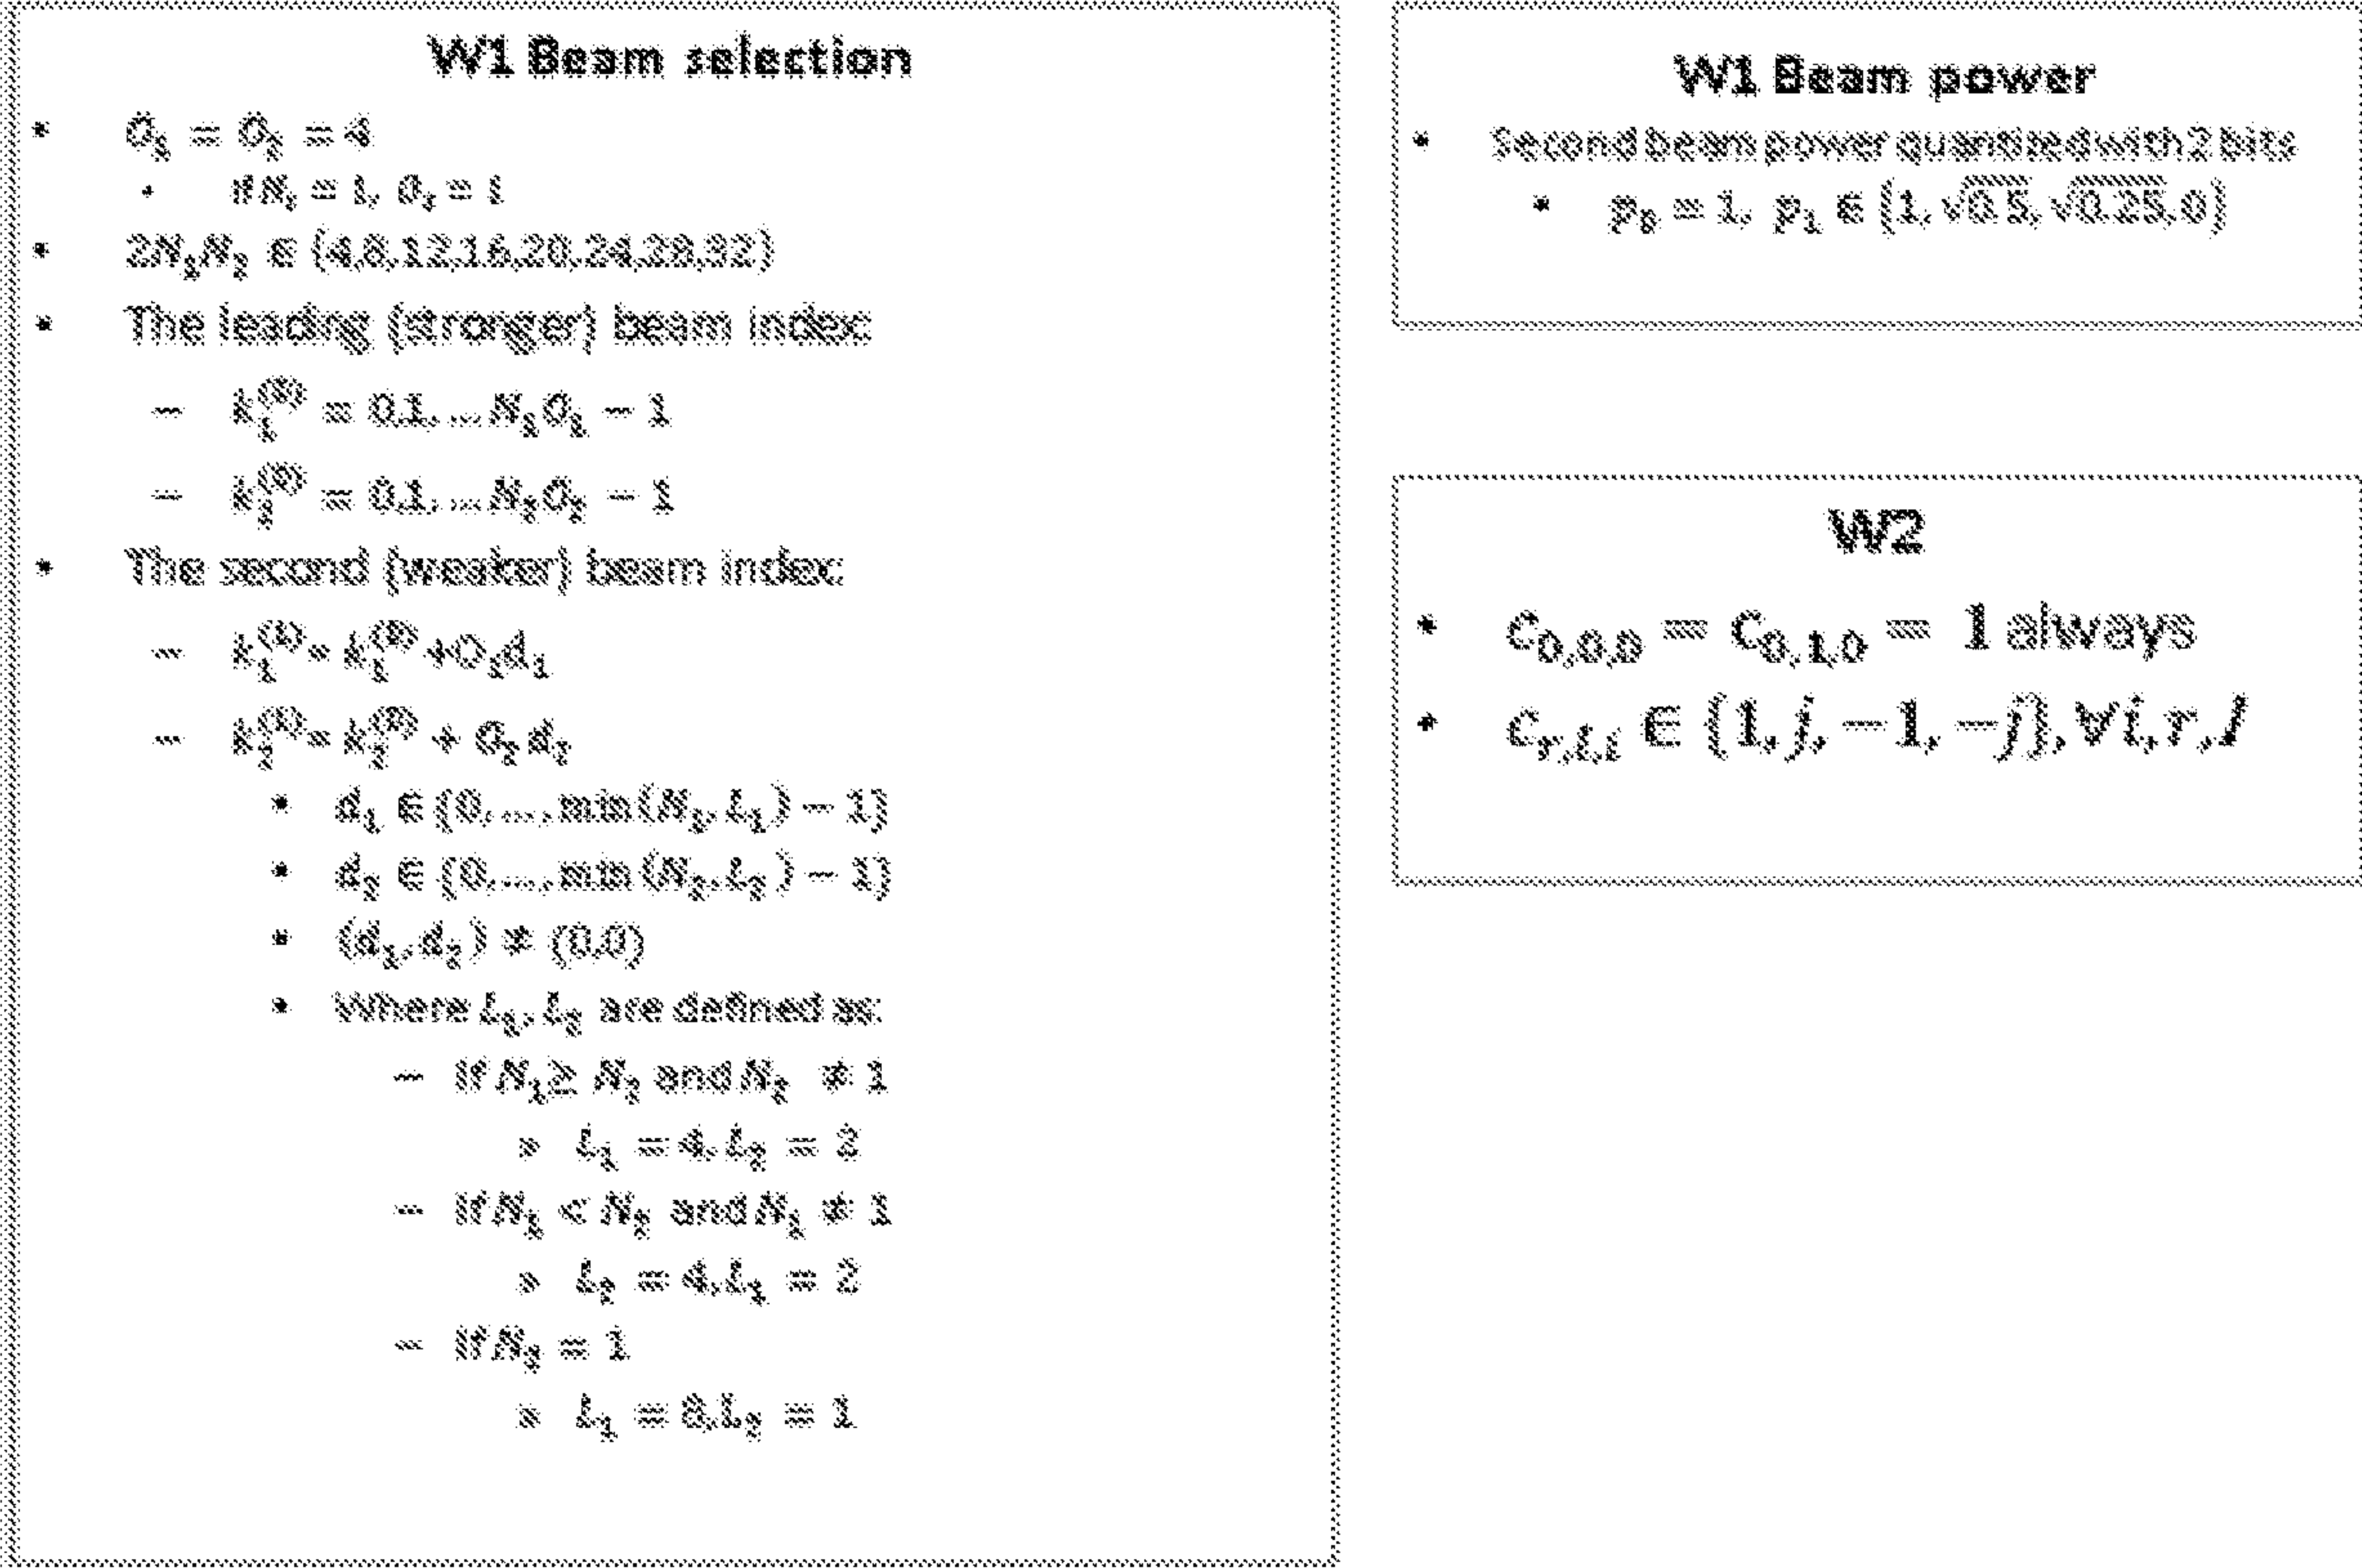 W1 Beam selection
• O₁ = O₂ = 4
• If Nᵢ = 1, Oᵢ = 1
• 2N₁N₂ ∈ {4,8,12,16,20,24,28,32}
• The leading (stronger) beam index:
– k₁⁽⁰⁾ = 0,1,…N₁O₁ − 1
– k₂⁽⁰⁾ = 0,1,…N₂O₂ − 1
• The second (weaker) beam index:
– k₁⁽¹⁾= k₁⁽⁰⁾+O₁d₁
– k₂⁽¹⁾= k₂⁽⁰⁾ + O₂d₂
• d₁ ∈ {0,…,min(N₁,L₁) − 1}
• d₂ ∈ {0,…,min(N₂,L₂) − 1}
• (d₁,d₂) ≠ (0,0)
• Where L₁, L₂ are defined as:
– If N₁≥ N₂ and N₂ ≠ 1
» L₁ = 4, L₂ = 2
– If N₁ < N₂ and N₁ ≠ 1
» L₂ = 4, L₁ = 2
– If N₂ = 1
» L₁ = 8, L₂ = 1
W1 Beam power
• Second beam power quantized with 2 bits
• p₀ = 1, p₁ ∈ {1, √0.5, √0.25, 0}
W2
• c₀,₀,₀ = c₀,₁,₀ = 1 always
• c_{r,l,i} ∈ {1, j, −1, −j}, ∀i, r, l